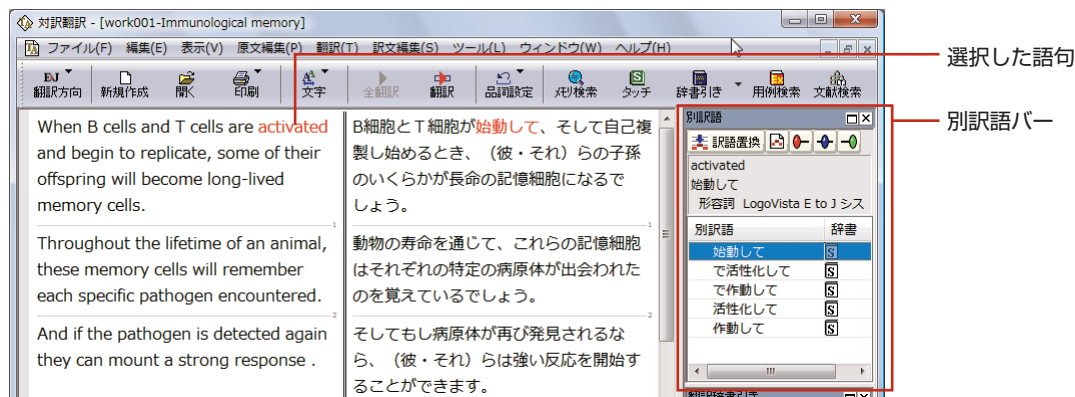 対訳翻訳 - [work001-Immunological memory]
ファイル(F) 編集(E) 表示(V) 原文編集(P) 翻訳(T) 訳文編集(S) ツール(L) ウィンドウ(W) ヘルプ(H)
EJ
翻訳方向 新規作成 開く 印刷 文字 全翻訳 翻訳 品詞設定 メモリ検索 タッチ 辞書引き 用例検索 文献検索
選択した語句
When B cells and T cells are activated
and begin to replicate, some of their
offspring will become long-lived
memory cells.
1
Throughout the lifetime of an animal,
these memory cells will remember
each specific pathogen encountered.
2
And if the pathogen is detected again
they can mount a strong response .
B細胞とT細胞が始動して、そして自己複
製し始めるとき、（彼・それ）らの子孫
のいくらかが長命の記憶細胞になるで
しょう。
1
動物の寿命を通じて、これらの記憶細胞
はそれぞれの特定の病原体が出会われた
のを覚えているでしょう。
2
そしてもし病原体が再び発見されるな
ら、（彼・それ）らは強い反応を開始す
ることができます。
別訳語
別訳語バー
訳語置換
activated
始動して
形容詞 LogoVista E to J シス
別訳語 辞書
始動して S
で活性化して S
で作動して S
活性化して S
作動して S
翻訳辞書引き